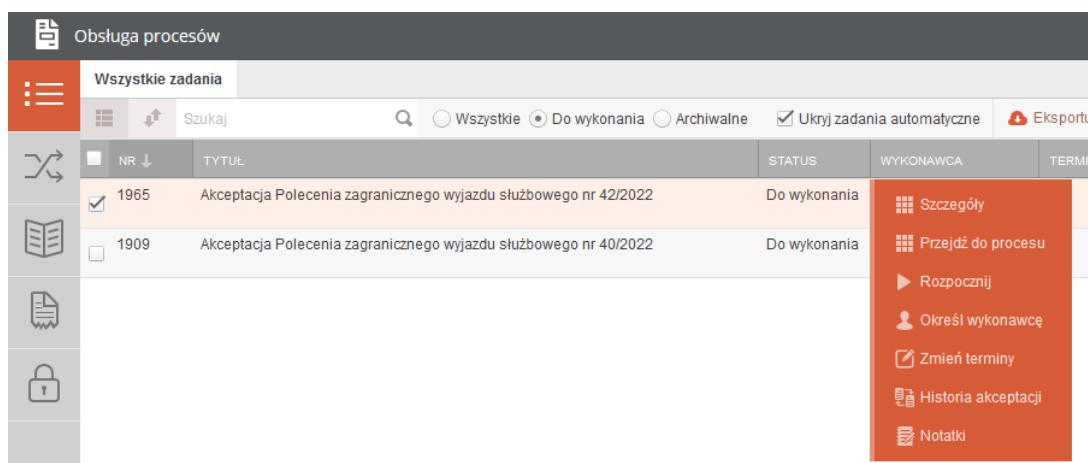 Obsługa procesów
Wszystkie zadania
Szukaj Wszystkie Do wykonania Archiwalne Ukryj zadania automatyczne
NR TYTUŁ STATUS WYKONAWCA
1965 Akceptacja Polecenia zagranicznego wyjazdu służbowego nr 42/2022 Do wykonania
Szczegóły
1909 Akceptacja Polecenia zagranicznego wyjazdu służbowego nr 40/2022 Do wykonania
Przejdź do procesu
Rozpocznij
Określ wykonawcę
Zmień terminy
Historia akceptacji
Notatki